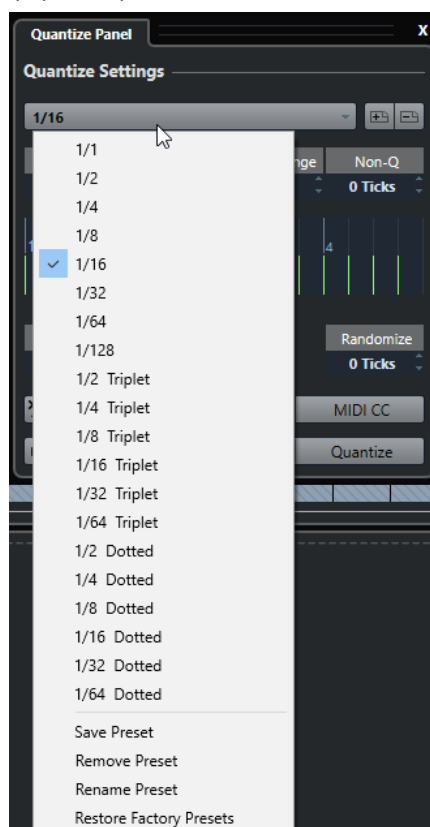 Quantize Panel
X
Quantize Settings
1/16
1/1
1/2
nge
Non-Q
0 Ticks
1/4
1/8
4
1/16
1/32
1/64
1/128
Randomize
0 Ticks
1/2 Triplet
1/4 Triplet
MIDI CC
1/8 Triplet
Quantize
1/16 Triplet
1/32 Triplet
1/64 Triplet
1/2 Dotted
1/4 Dotted
1/8 Dotted
1/16 Dotted
1/32 Dotted
1/64 Dotted
Save Preset
Remove Preset
Rename Preset
Restore Factory Presets